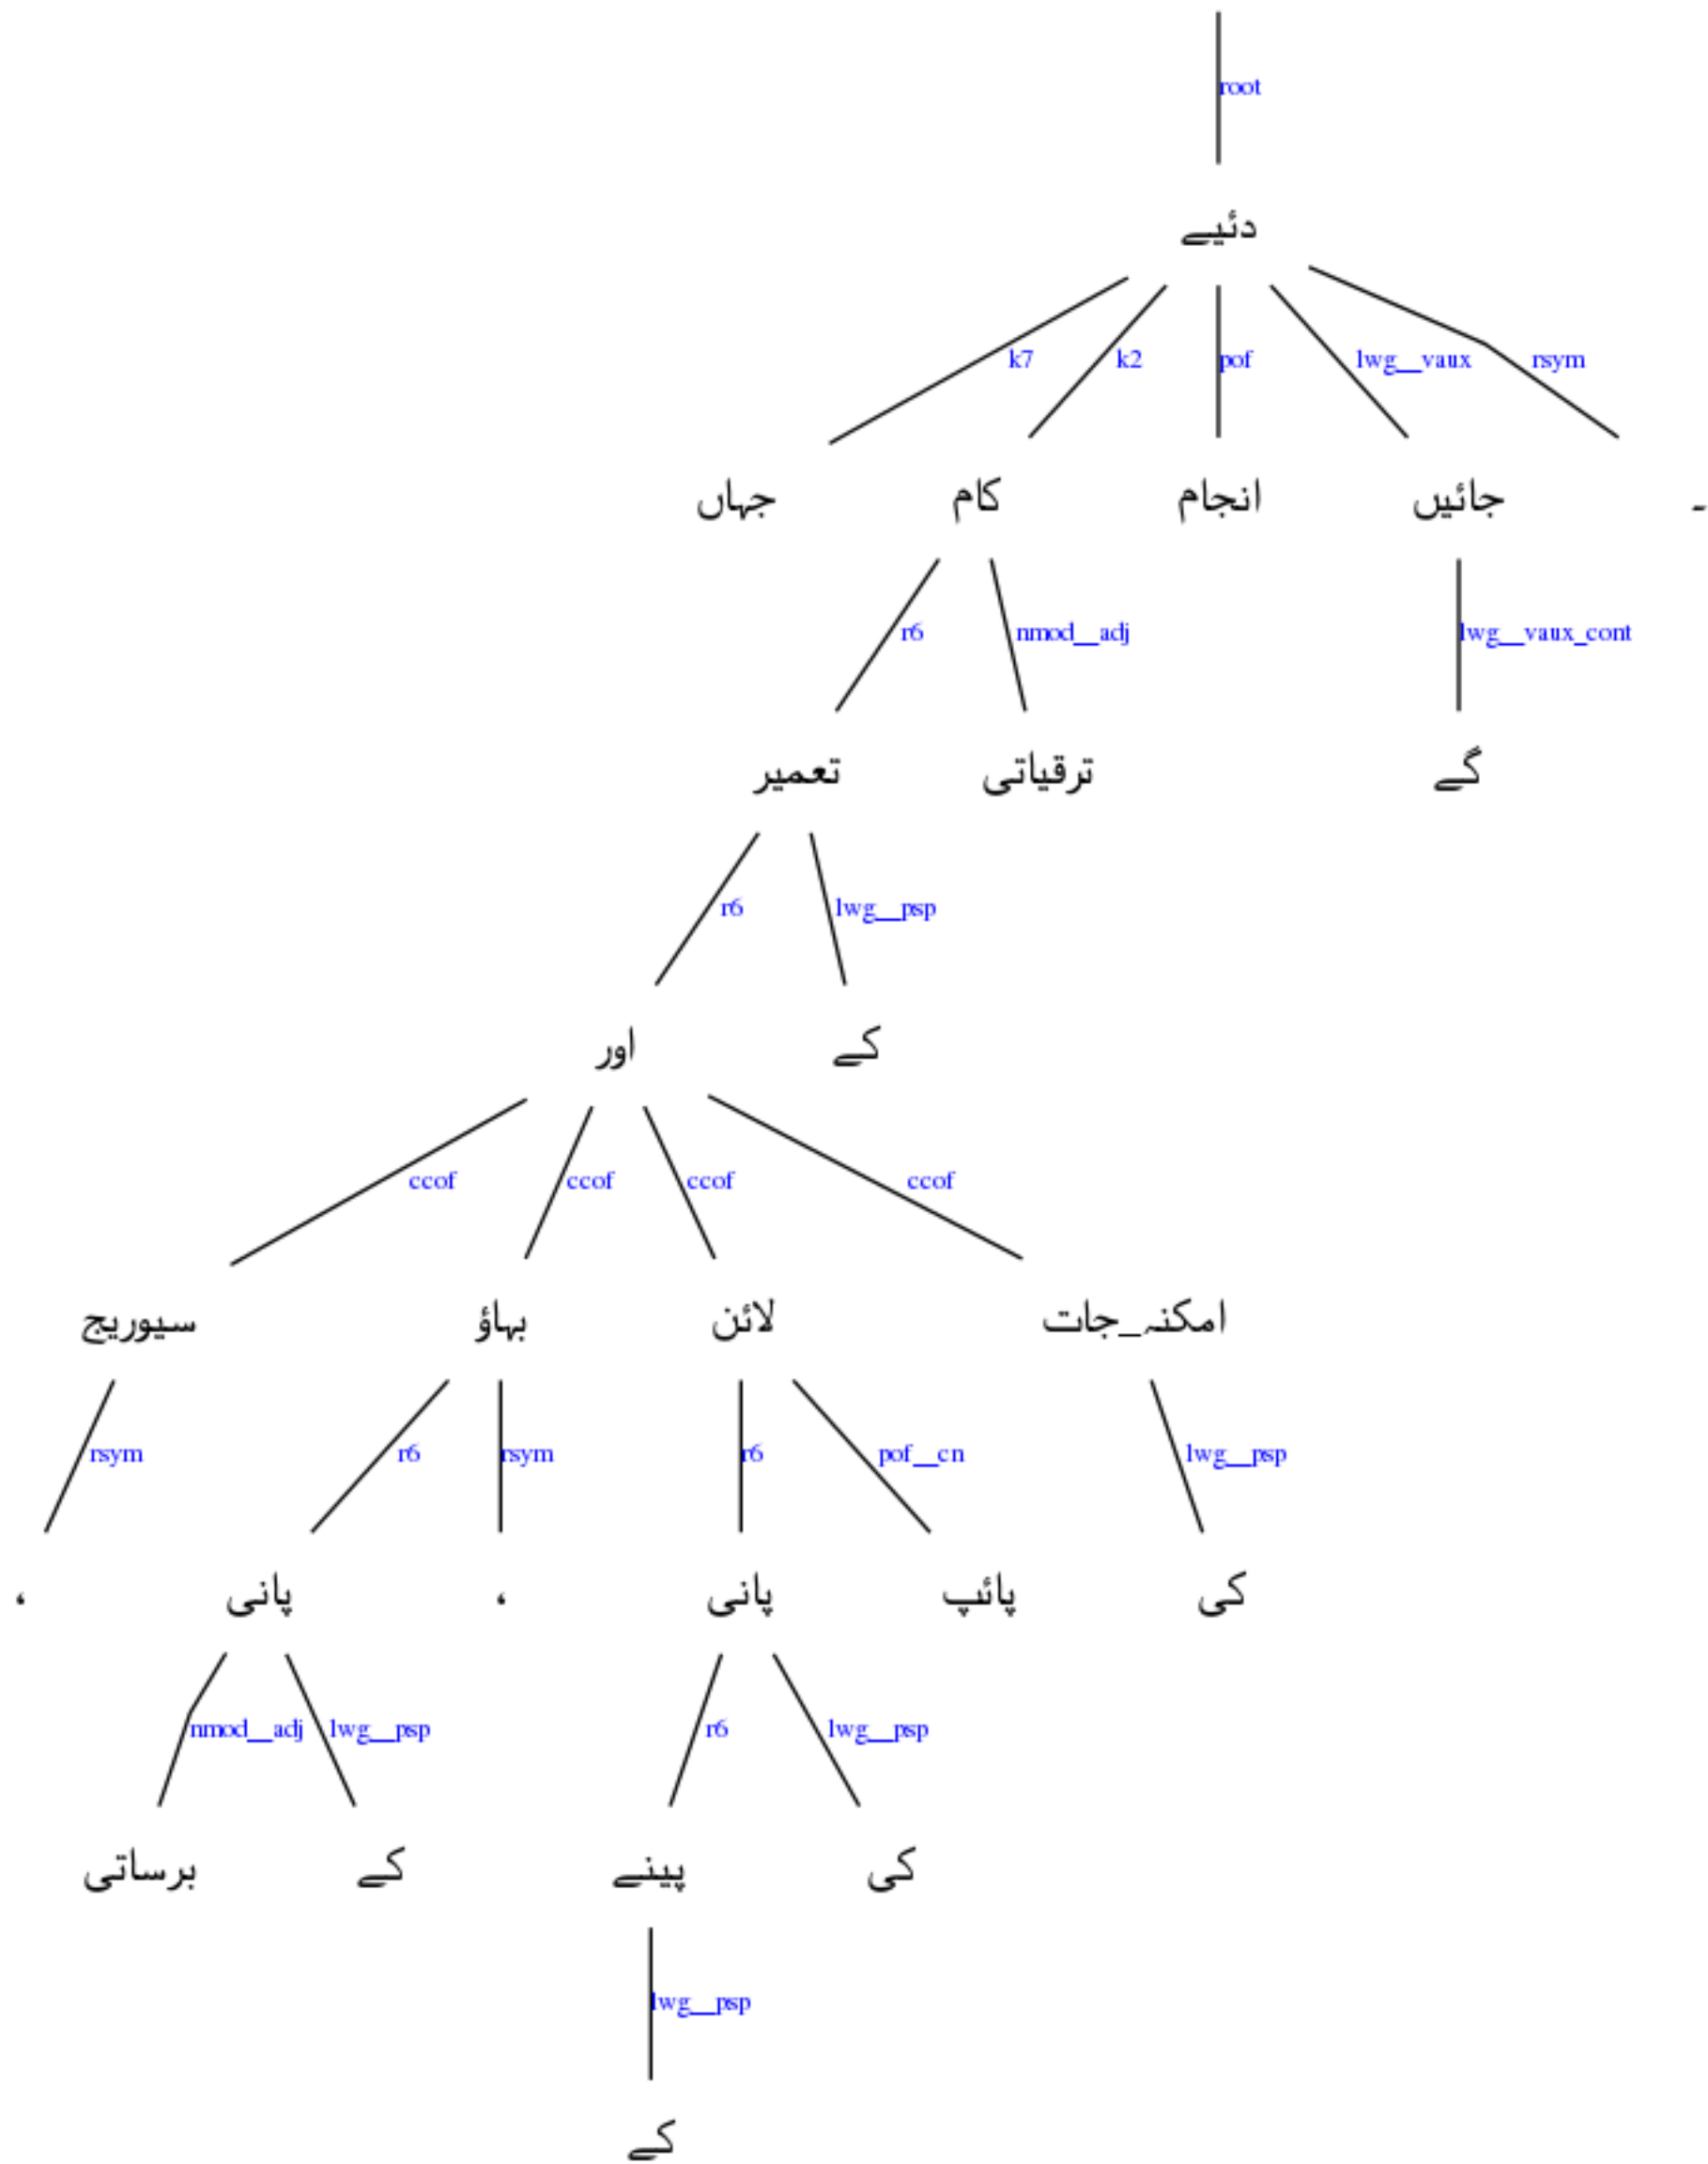 root
دئیے
k7 k2 pof lwg__vaux rsym
جہاں کام انجام جائیں ۔
r6 nmod__adj lwg__vaux_cont
تعمیر ترقیاتی گے
r6 lwg__psp
اور کے
ccof ccof ccof ccof
سیوریج بہاؤ لائن امکنہ_جات
rsym r6 rsym r6 pof__cn lwg__psp
، پانی ، پانی پائپ کی
nmod__adj lwg__psp r6 lwg__psp
برساتی کے پینے کی
lwg__psp
کے